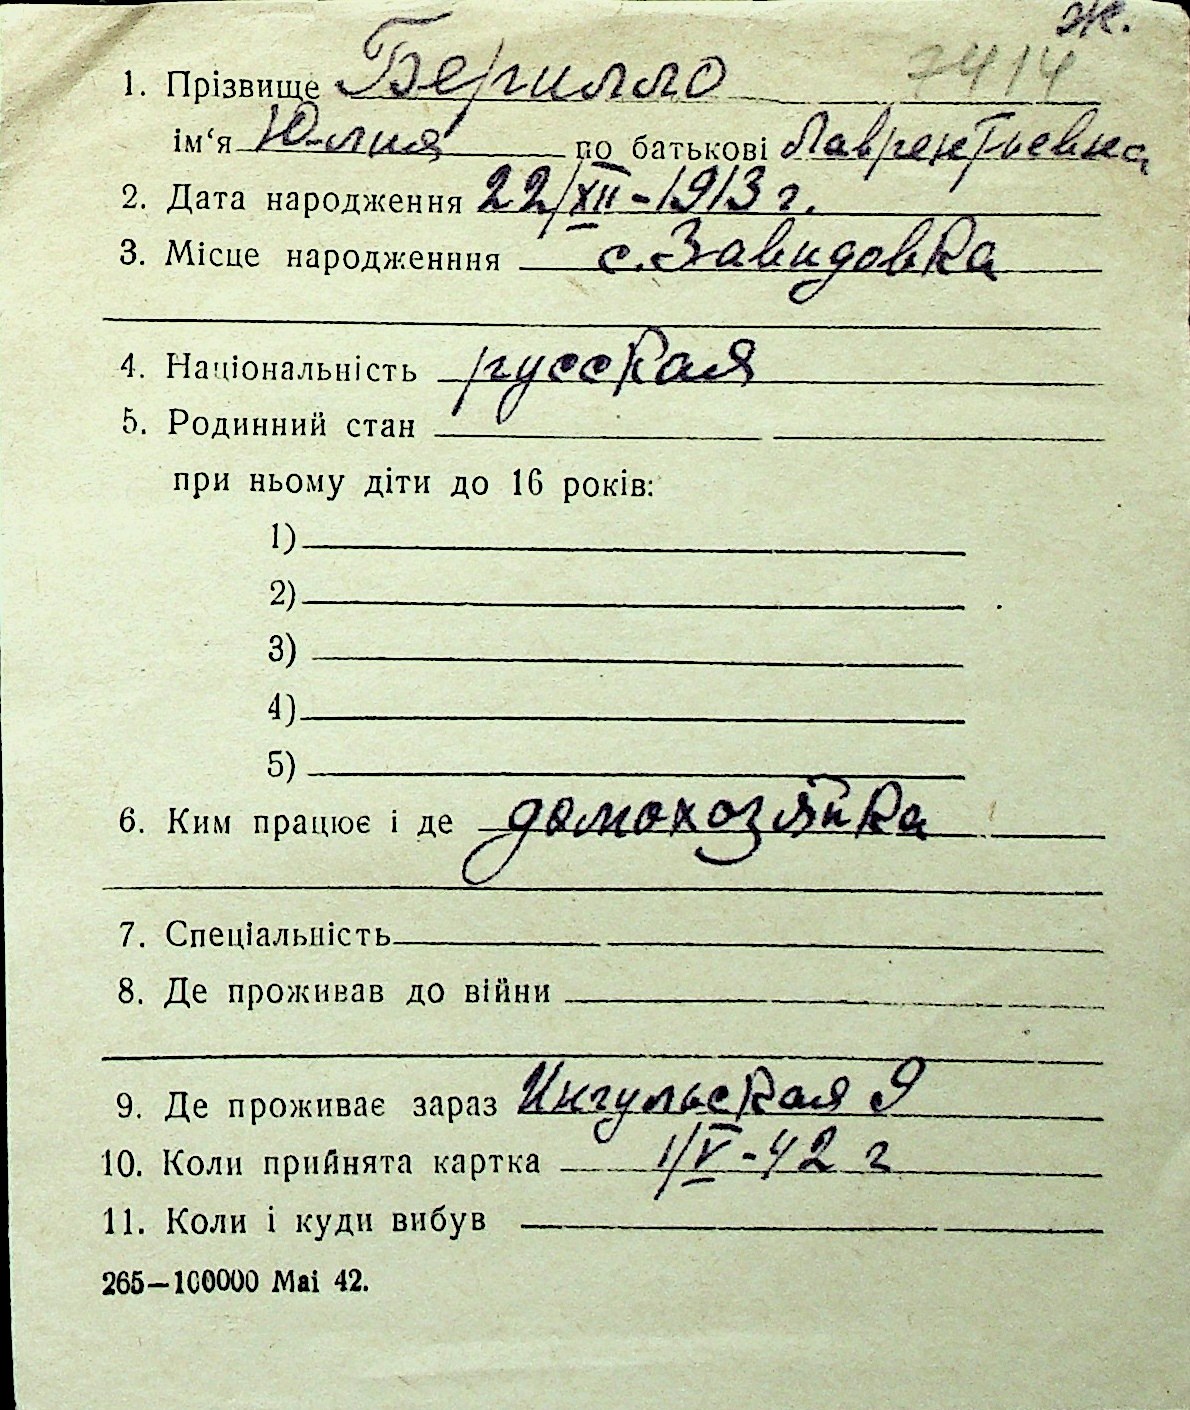 ж.
7414
1. Прізвище Берилло
ім‘я Юлия по батькові Лаврентьевна
2. Дата народження 22/XII-1913 г.
3. Місце народженння с. Завидовка
4. Національність русская
5. Родинний стан
при ньому діти до 16 років:
1)
2)
3)
4)
5)
6. Ким працює і де домохозяйка
7. Спеціальність
8. Де проживав до війни
9. Де проживає зараз Ингульская 9
10. Коли прийнята картка 1/V-42 г
11. Коли і куди вибув
265—100000 Mai 42.